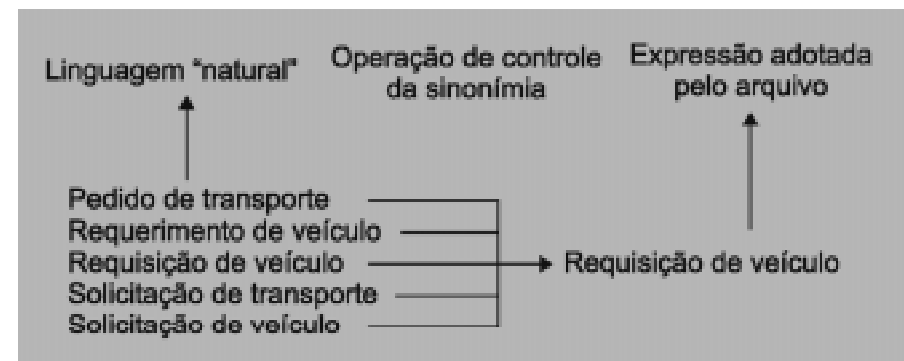 Linguagem “natural”
Operação de controle
da sinonímia
Expressão adotada
pelo arquivo
Pedido de transporte
Requerimento de veículo
Requisição de veículo
Solicitação de transporte
Solicitação de veículo
Requisição de veículo